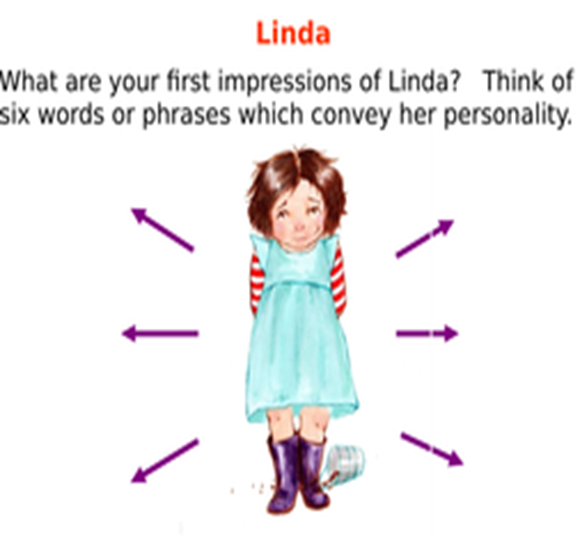 Linda
What are your first impressions of Linda? Think of
six words or phrases which convey her personality.